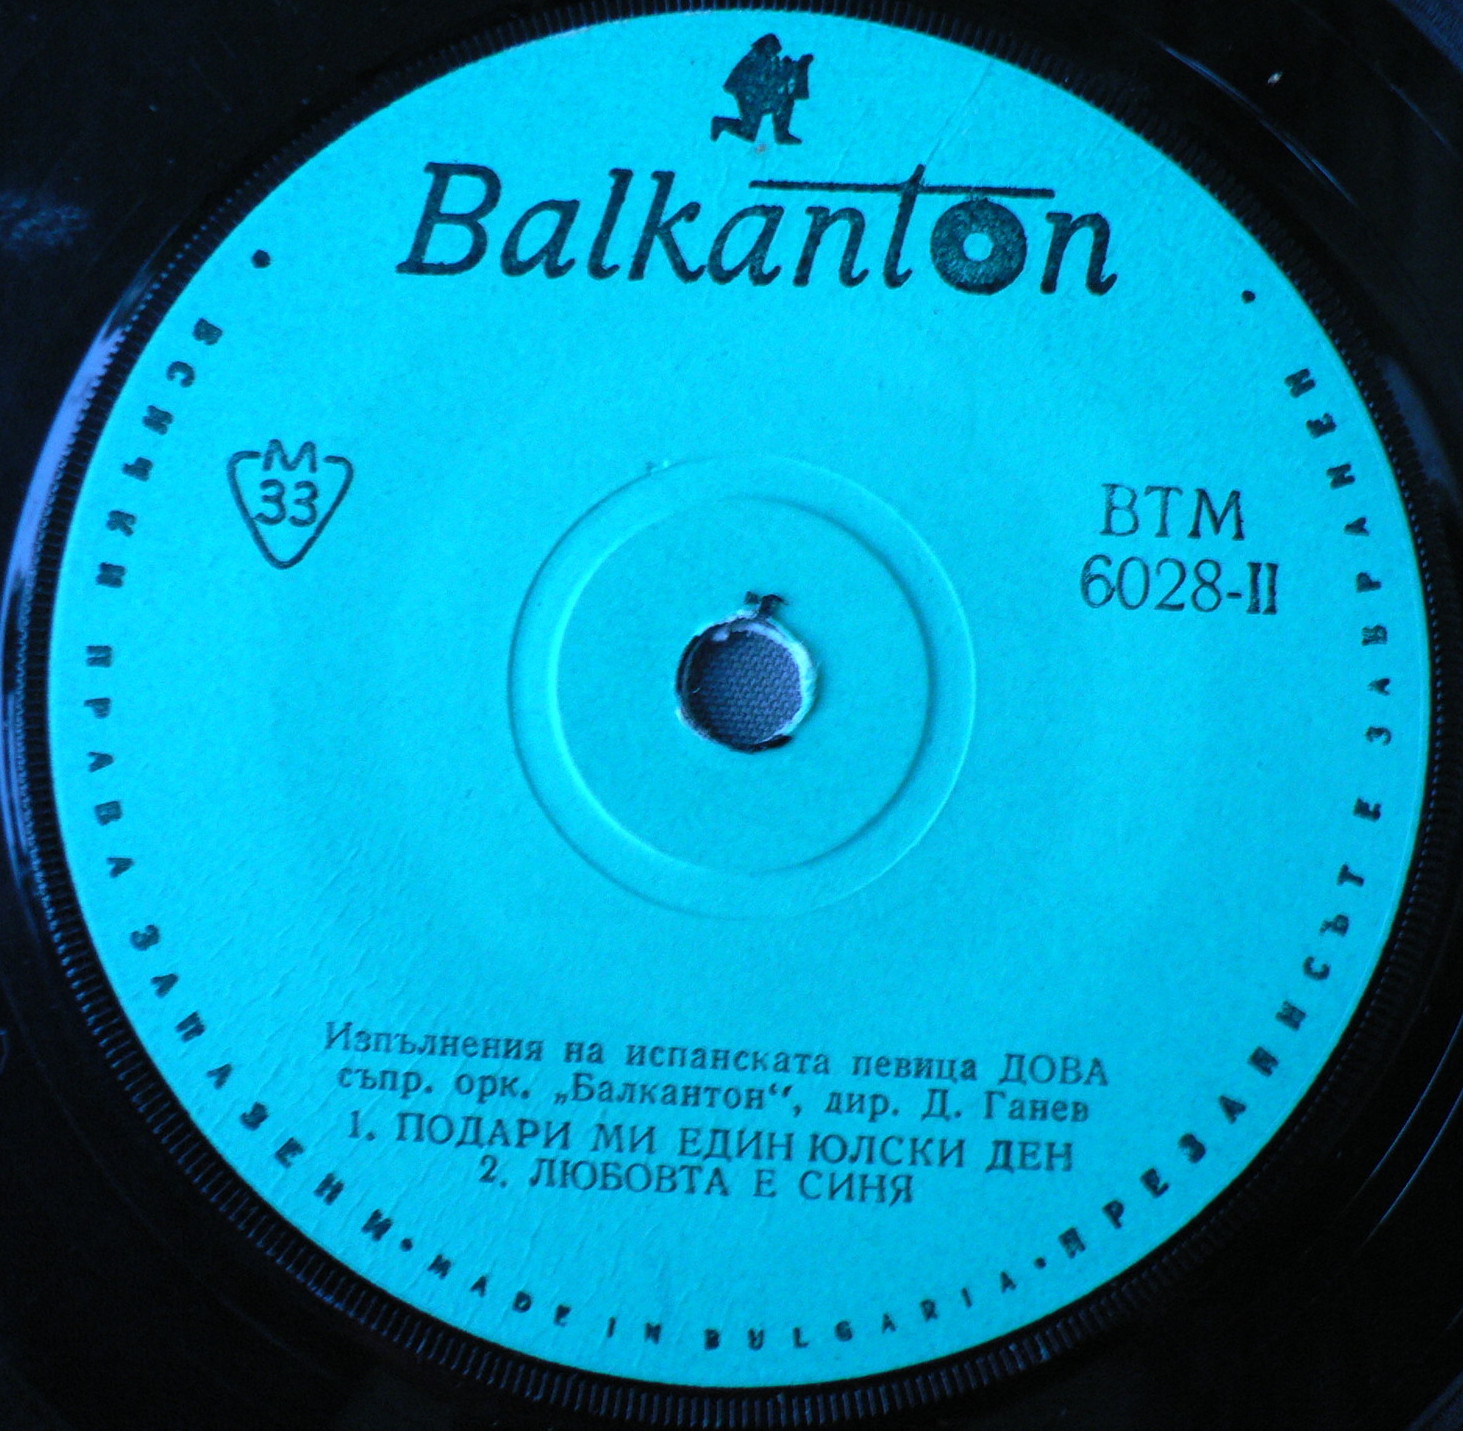 Balkanton
M
33
ВТМ
6028-II
Изпълнения на испанската певица ДОВА
съпр. орк. „Балкантон“, дир. Д. Ганев
1. ПОДАРИ МИ ЕДИН ЮЛСКИ ДЕН
2. ЛЮБОВТА Е СИНЯ
ВСИЧКИ ПРАВА ЗАПАЗЕНИ • MADE IN BULGARIA • ПРЕЗАПИСЪТ Е ЗАБРАНЕН